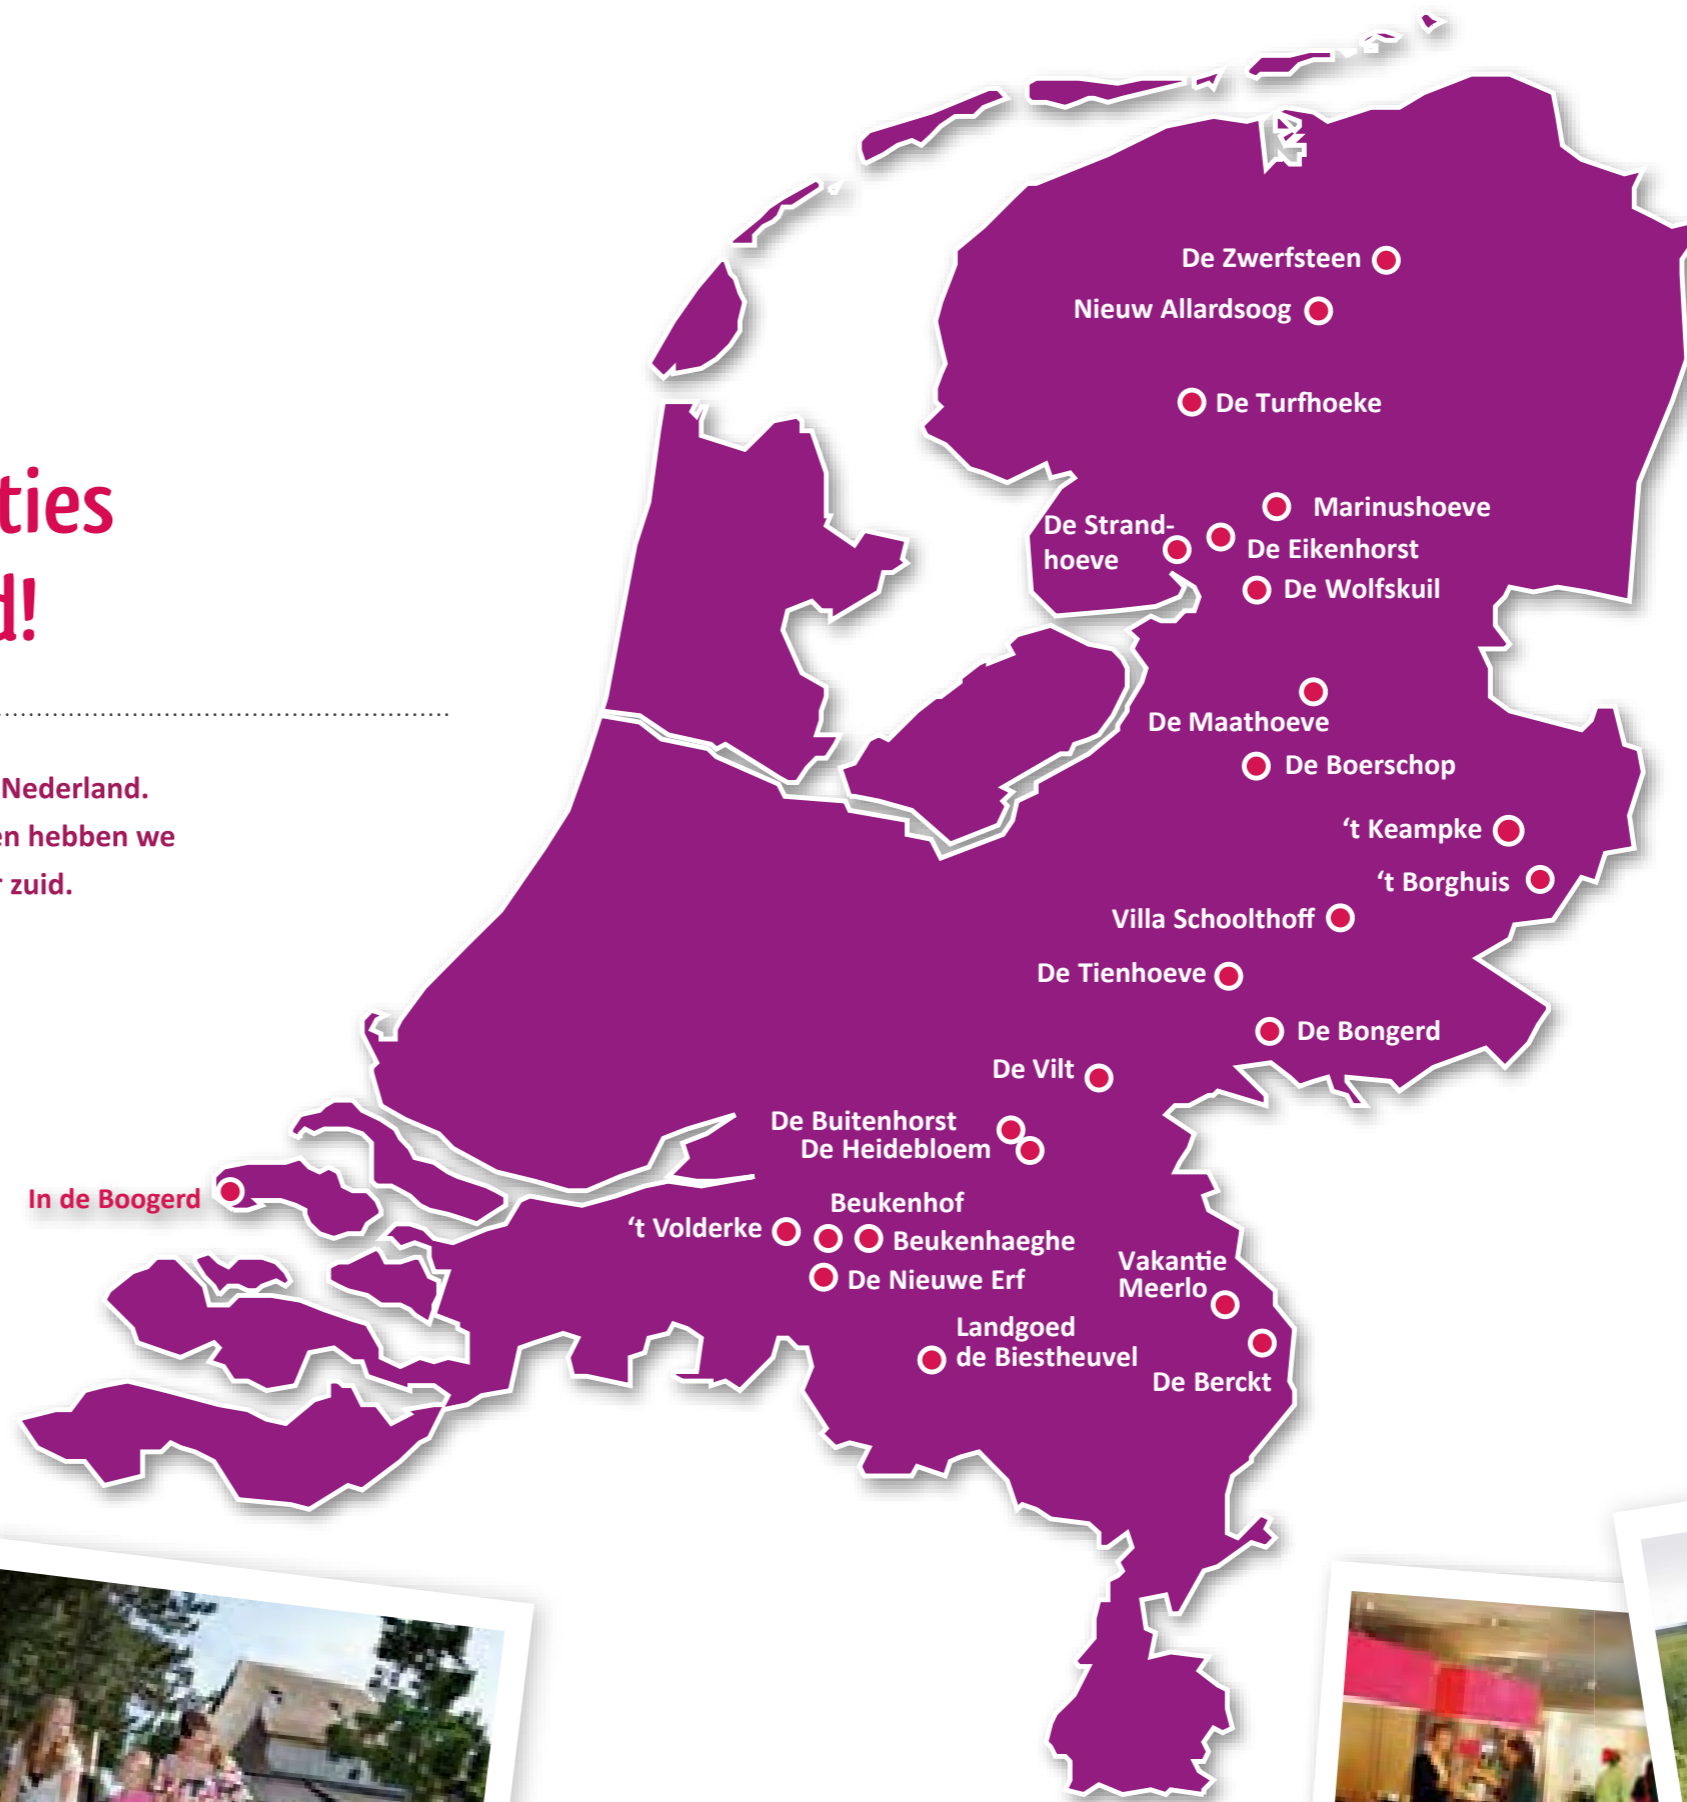 ties
d!
Nederland.
en hebben we
zuid.
De Zwerfsteen
Nieuw Allardsoog
De Turfhoeke
Marinushoeve
De Strand-
hoeve
De Eikenhorst
De Wolfskuil
De Maathoeve
De Boerschop
‘t Keampke
‘t Borghuis
Villa Schoolthoff
De Tienhoeve
De Bongerd
De Vilt
De Buitenhorst
De Heidebloem
In de Boogerd
Beukenhof
‘t Volderke
Beukenhaeghe
De Nieuwe Erf
Vakantie
Meerlo
Landgoed
de Biestheuvel
De Berckt